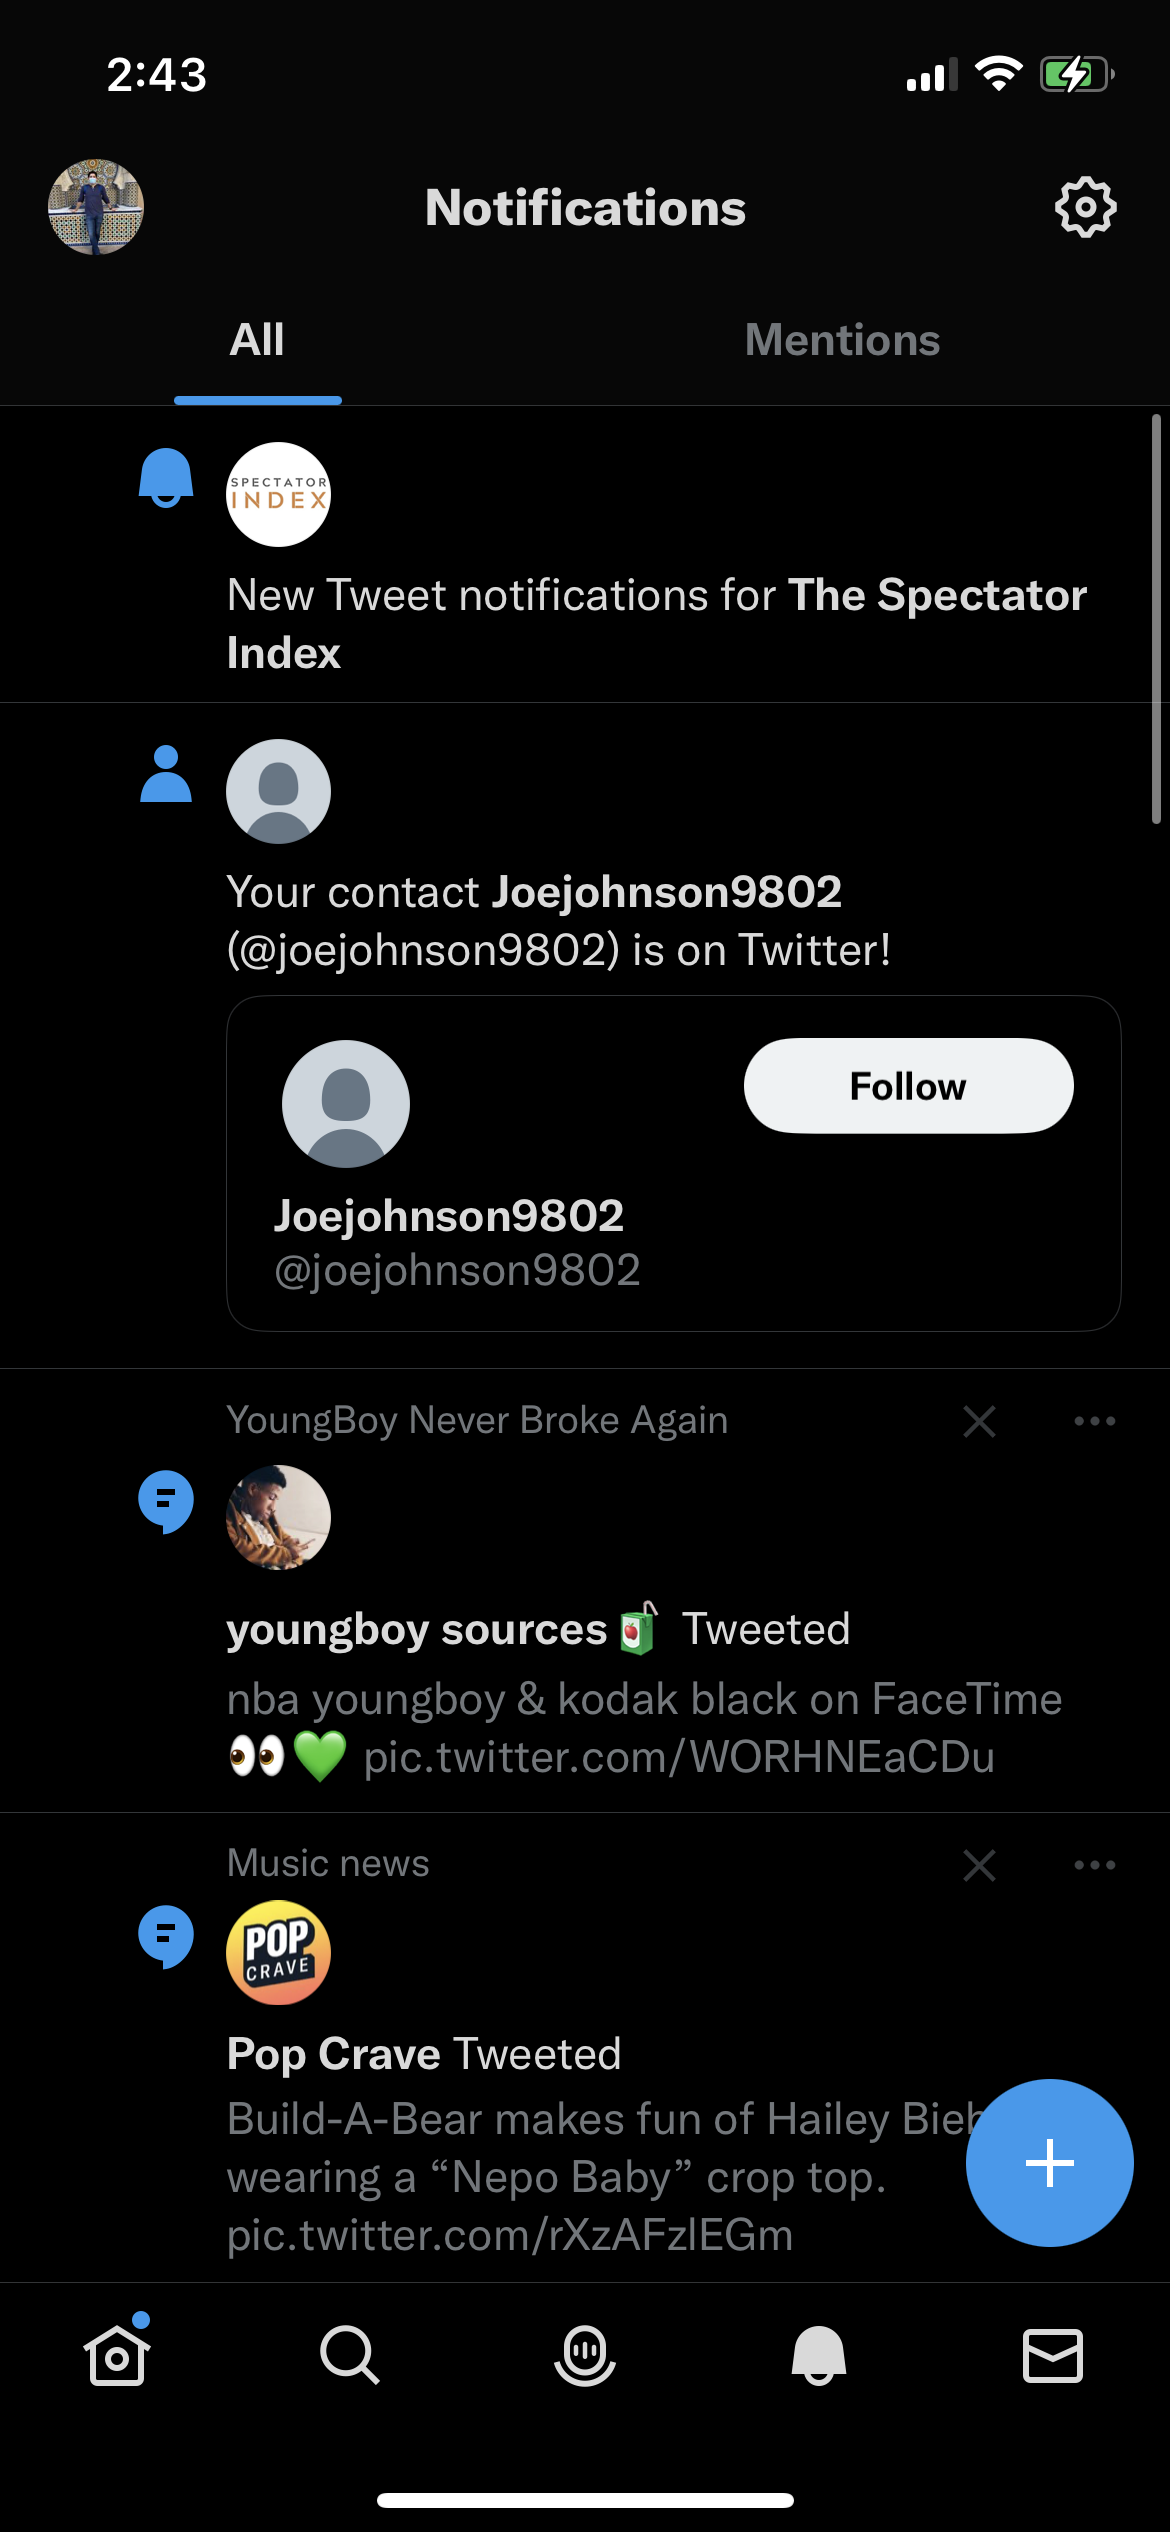 2:43
Notifications
All
Mentions
SPECTATOR
INDEX
New Tweet notifications for The Spectator
Index
Your contact Joejohnson9802
(@joejohnson9802) is on Twitter!
Follow
Joejohnson9802
@joejohnson9802
YoungBoy Never Broke Again
youngboy sources🧃 Tweeted
nba youngboy & kodak black on FaceTime
👀💚 pic.twitter.com/WORHNEaCDu
Music news
POP
CRAVE
Pop Crave Tweeted
Build-A-Bear makes fun of Hailey
wearing a “Nepo Baby” crop top.
pic.twitter.com/rXzAFzlEGm